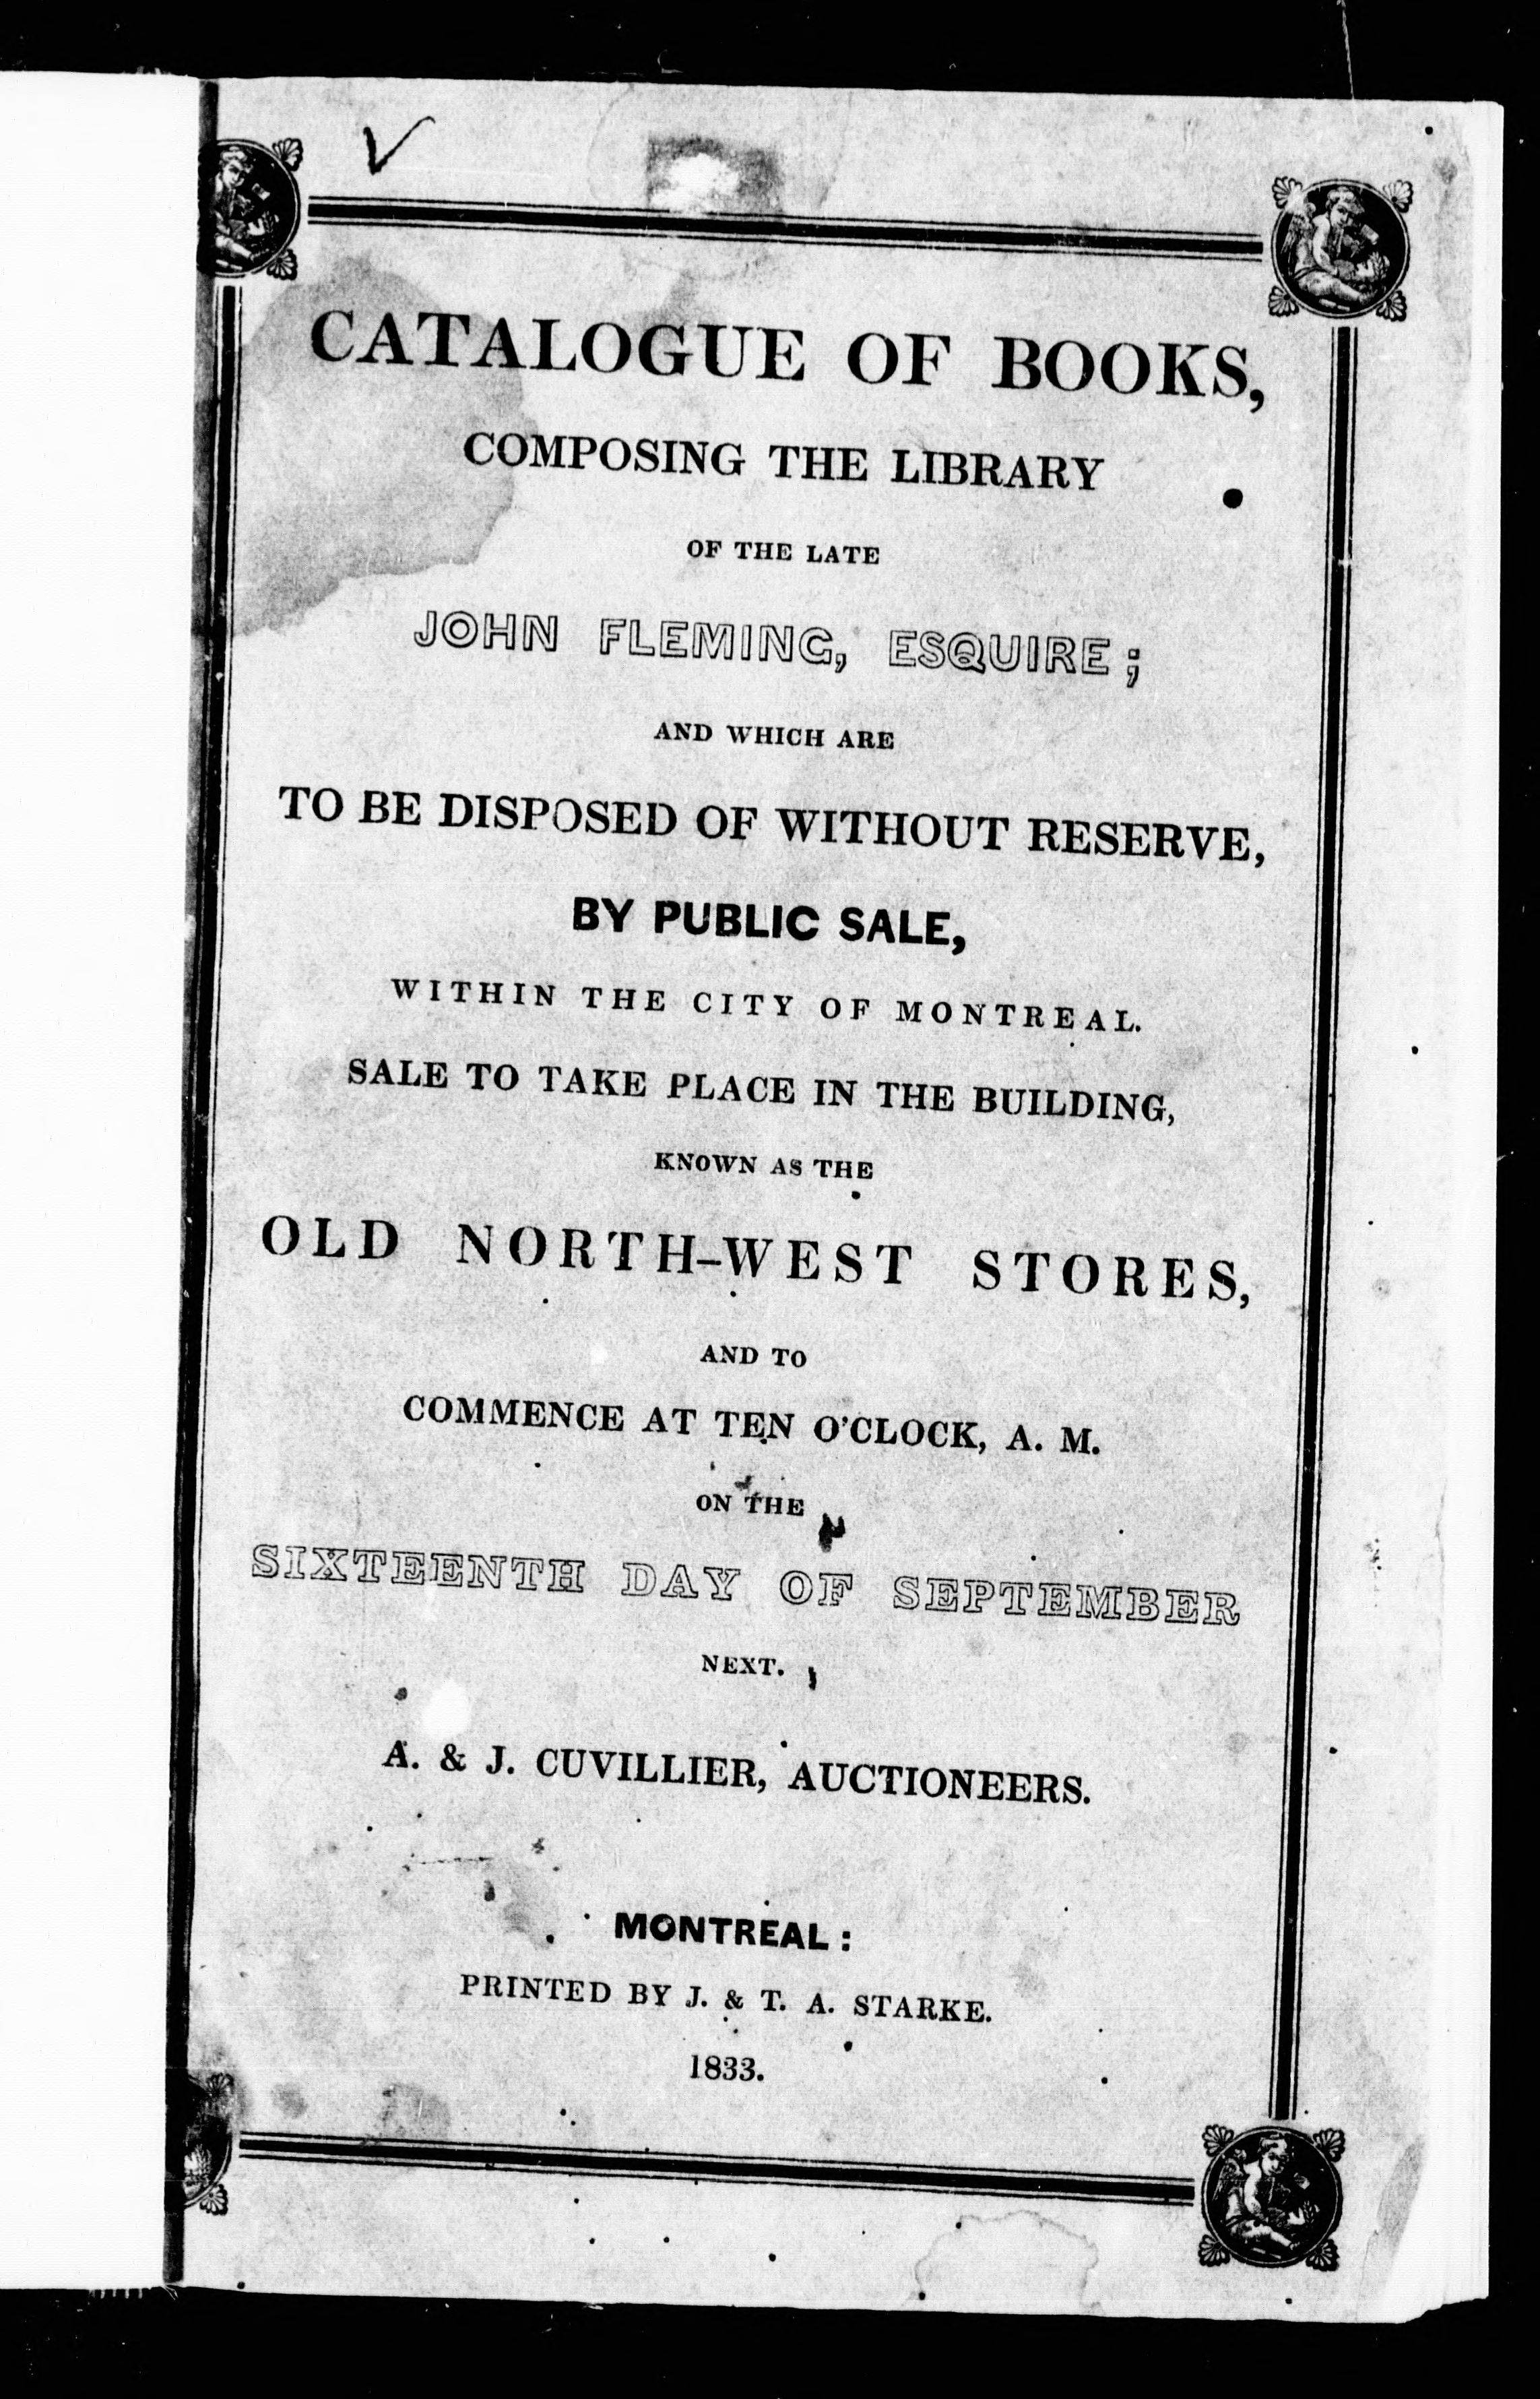 CATALOGUE OF BOOKS,
COMPOSING THE LIBRARY
OF THE LATE
JOHN FLEMING, ESQUIRE;
AND WHICH ARE
TO BE DISPOSED OF WITHOUT RESERVE,
BY PUBLIC SALE,
WITHIN THE CITY OF MONTREAL.
SALE TO TAKE PLACE IN THE BUILDING,
KNOWN AS THE
OLD NORTH-WEST STORES,
AND TO
COMMENCE AT TEN O'CLOCK, A. M.
ON THE
SIXTEENTH DAY OF SEPTEMBER
NEXT.
A. & J. CUVILLIER, AUCTIONEERS.
MONTREAL:
PRINTED BY J. & T. A. STARKE.
1833.